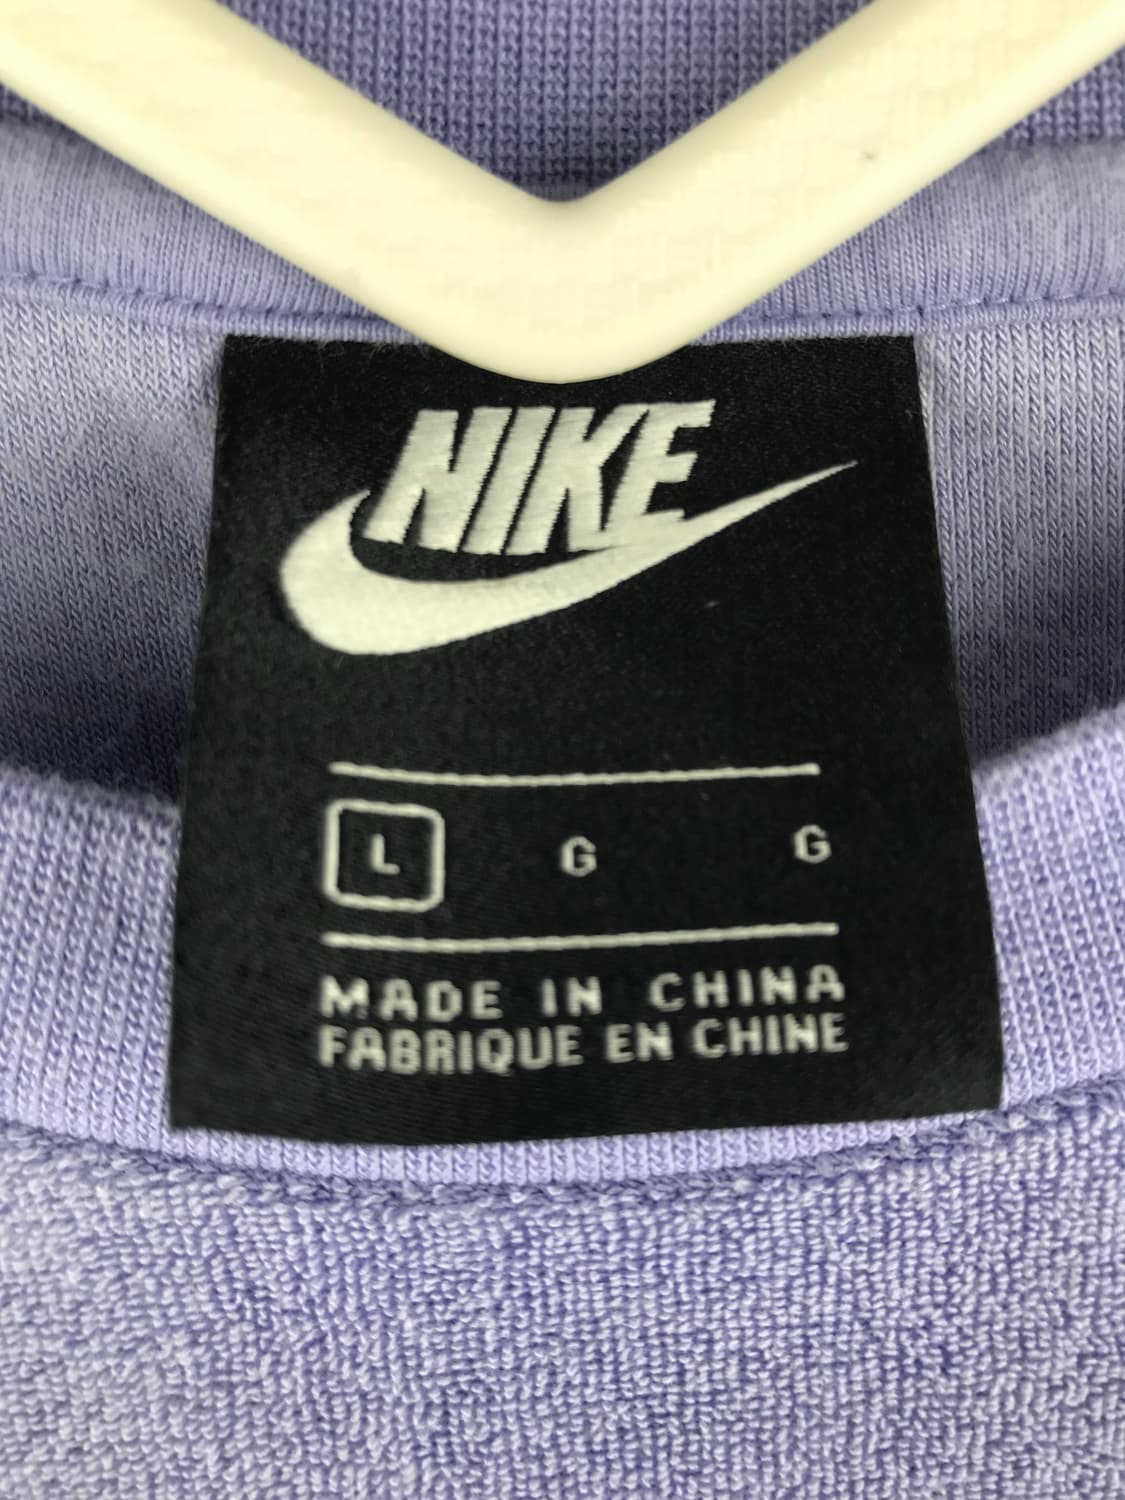 NIKE
L G G
MADE IN CHINA
FABRIQUE EN CHINE